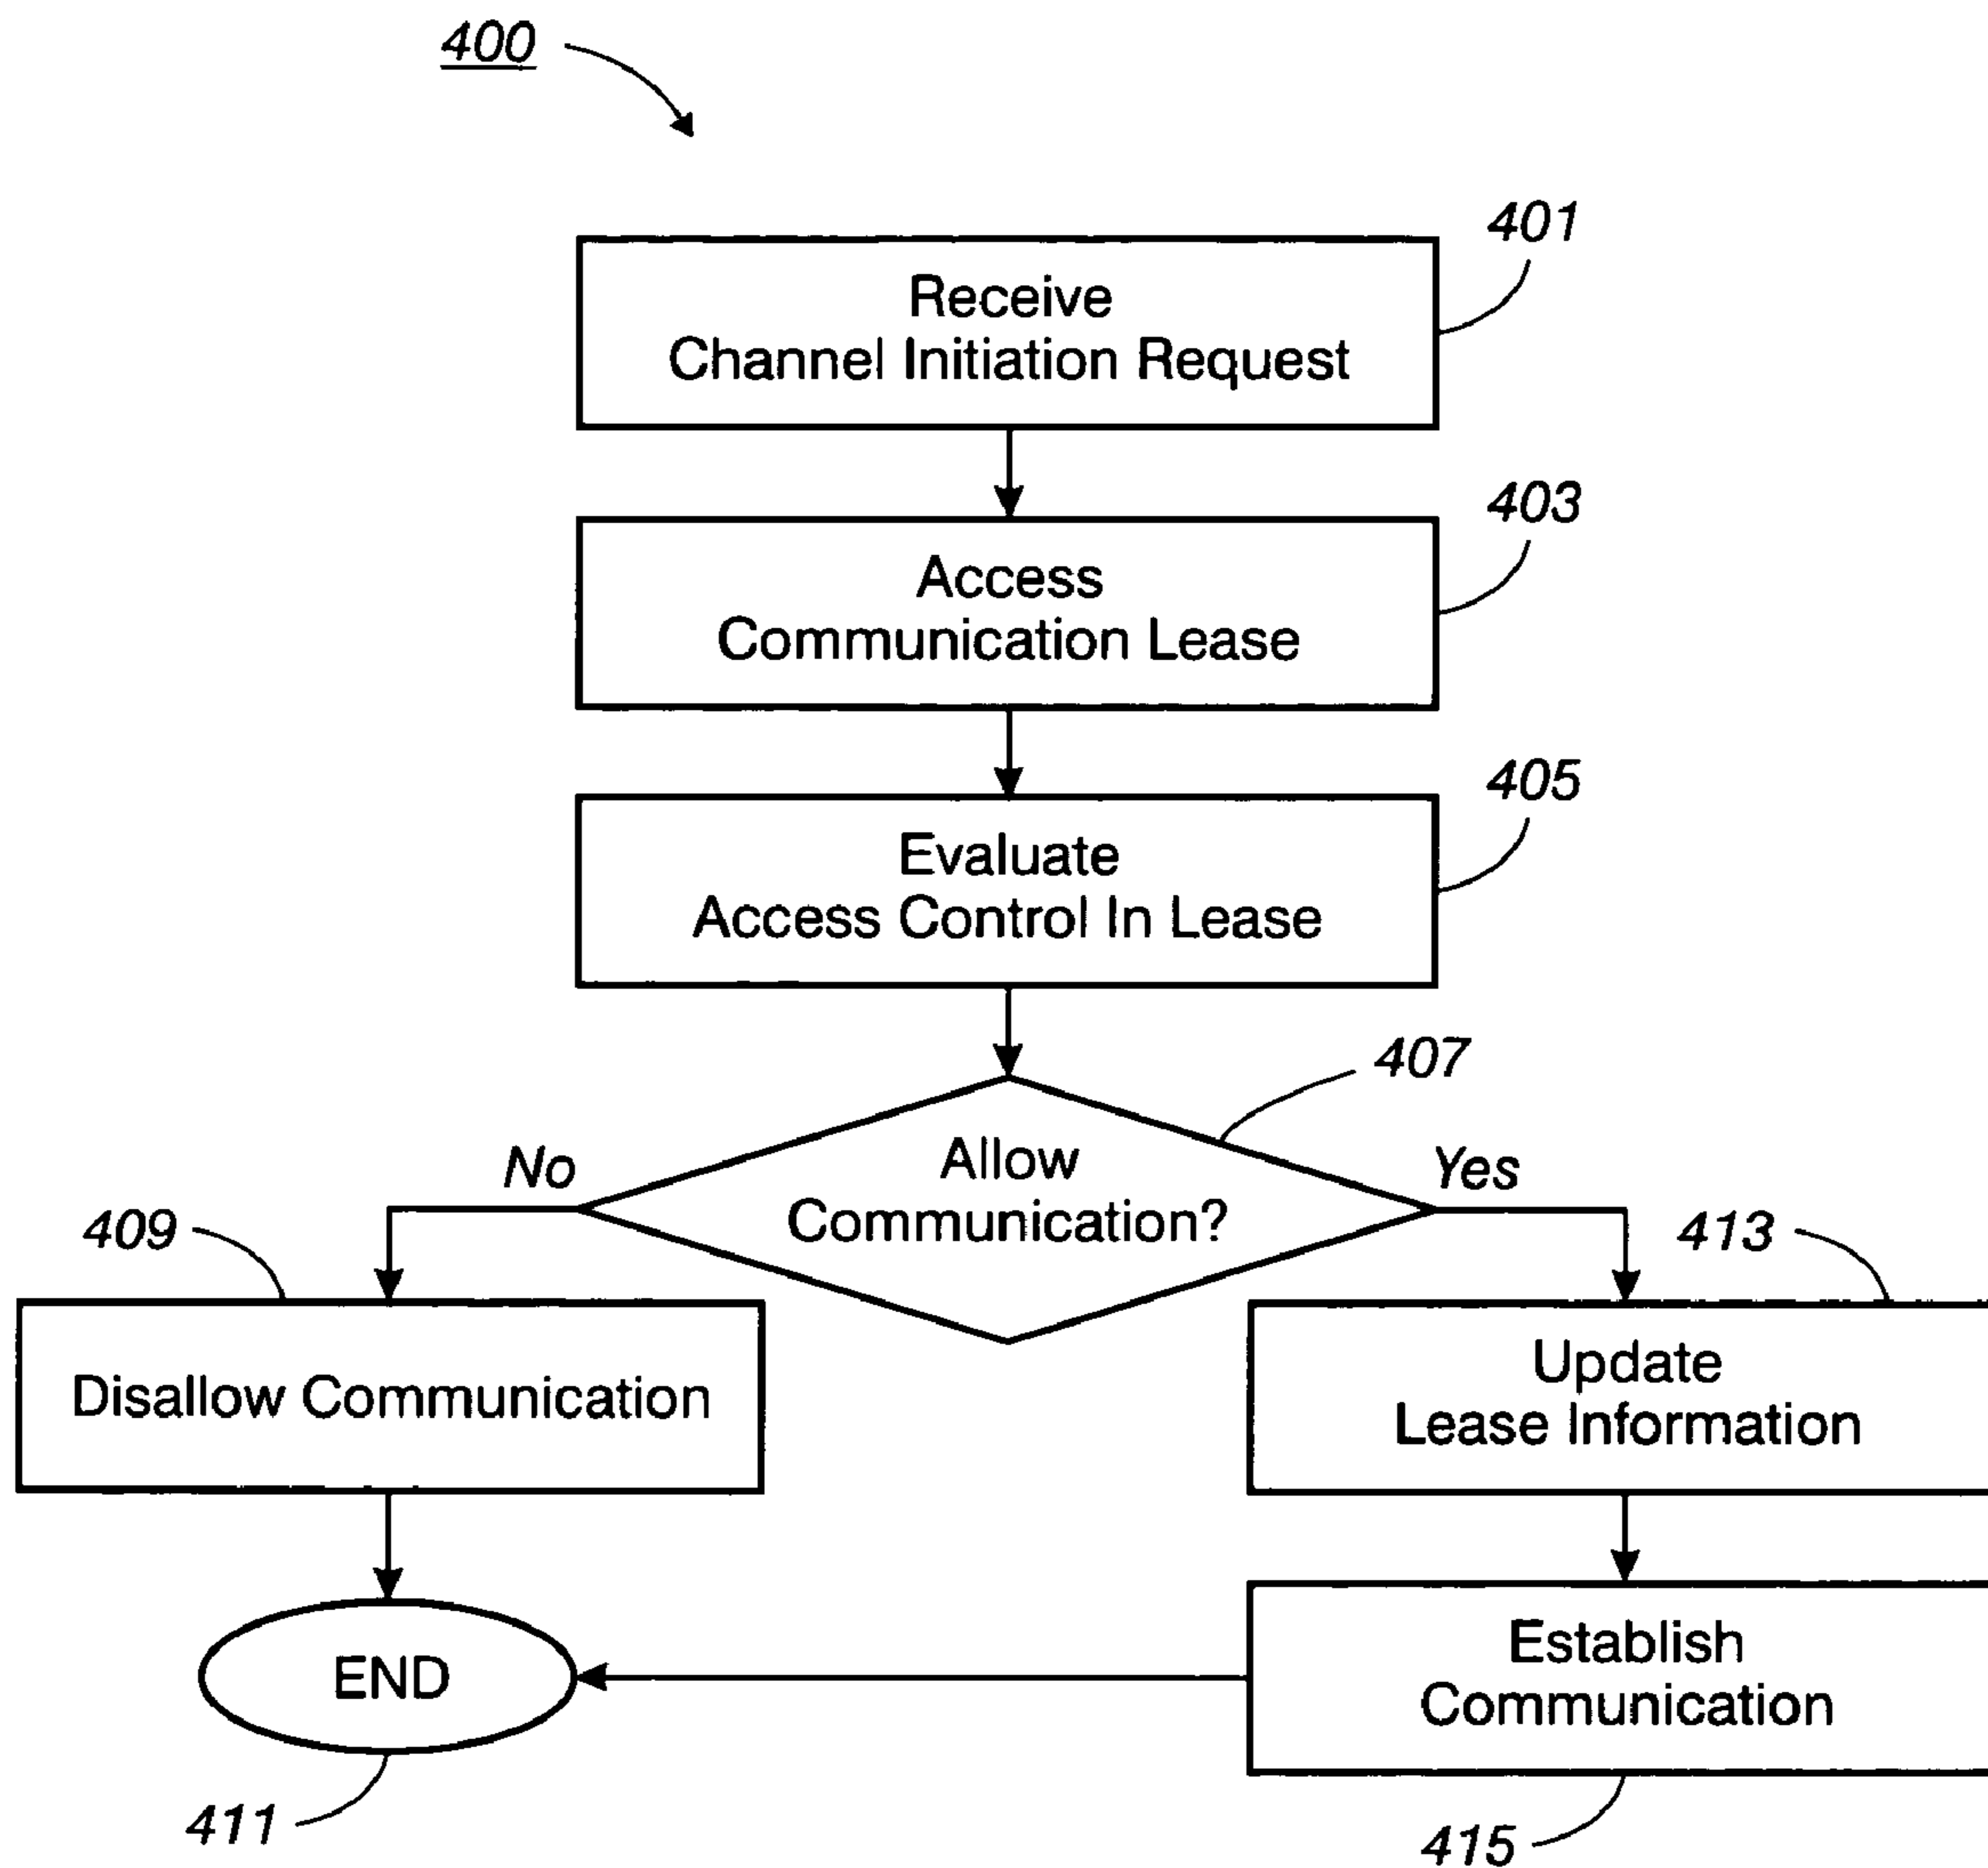 400
401
Receive
Channel Initiation Request
403
Access
Communication Lease
405
Evaluate
Access Control In Lease
407
Allow
Communication?
No
Yes
409
413
Disallow Communication
Update
Lease Information
END
Establish
Communication
411
415